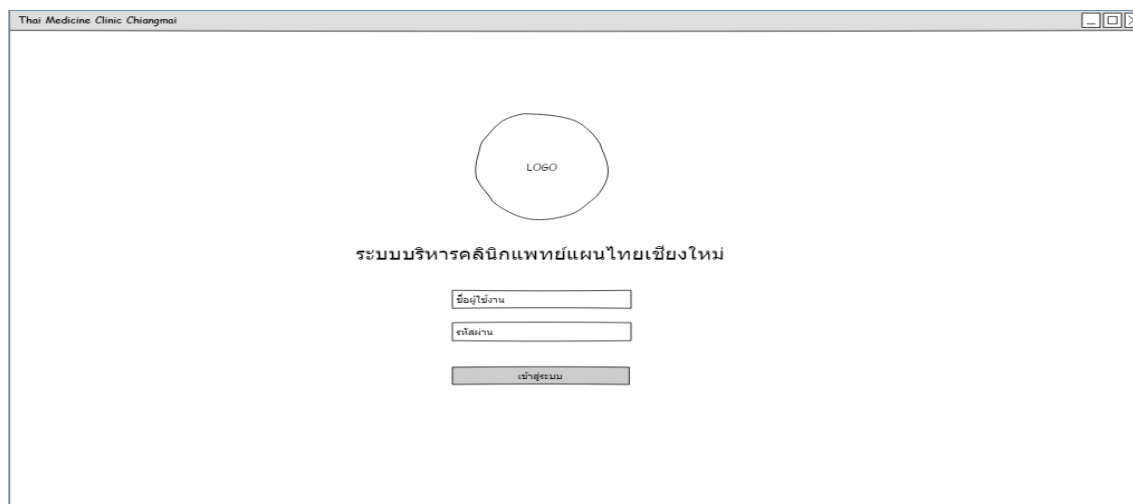 Thai Medicine Clinic Chiangmai
LOGO
ระบบบริหารคลินิกแพทย์แผนไทยเชียงใหม่
ชื่อผู้ใช้งาน
รหัสผ่าน
เข้าสู่ระบบ